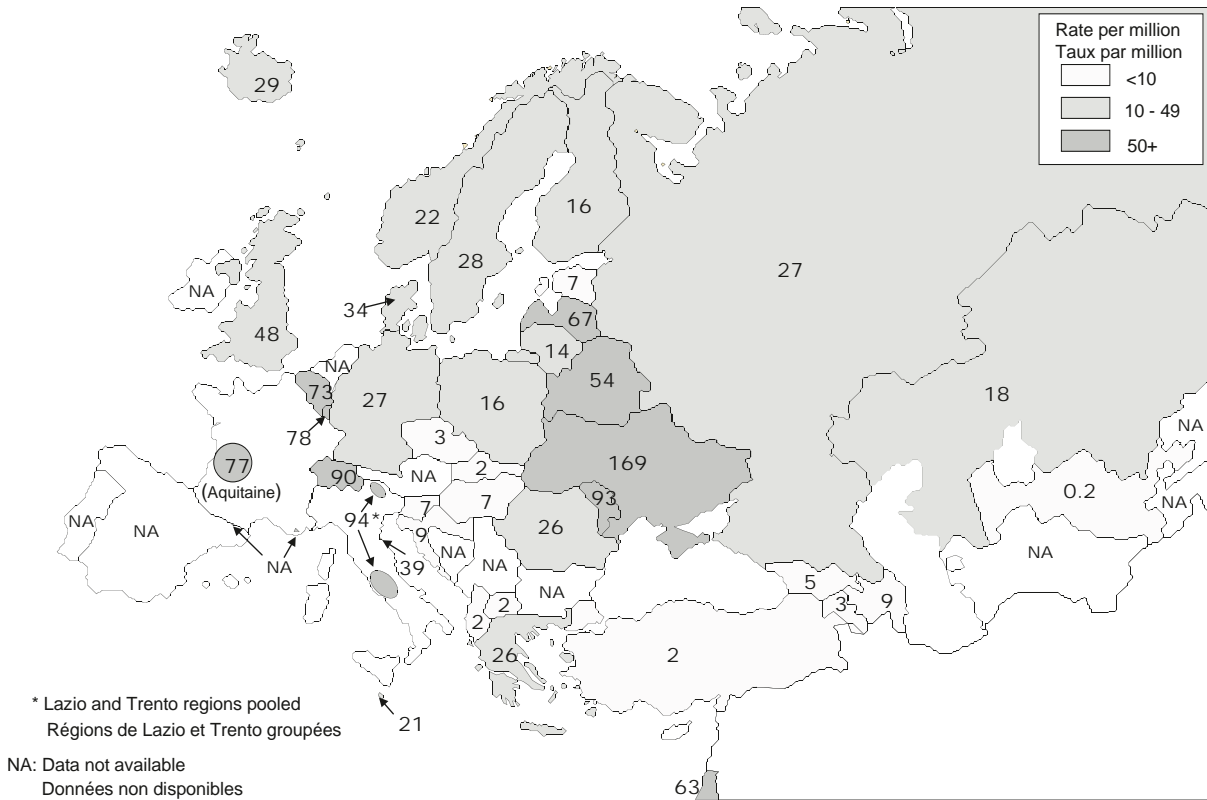 Rate per million
Taux par million
<10
10 - 49
50+
29
22
16
28
27
NA
7
34
67
48
14
NA
54
73
27
16
18
78
3
NA
77
(Aquitaine)
90
NA
2
169
0.2
NA
94*
7
7
93
NA
NA
9
26
NA
NA
39
NA
NA
NA
5
2
3
9
2
26
2
* Lazio and Trento regions pooled
Régions de Lazio et Trento groupées
21
NA: Data not available
Données non disponibles
63